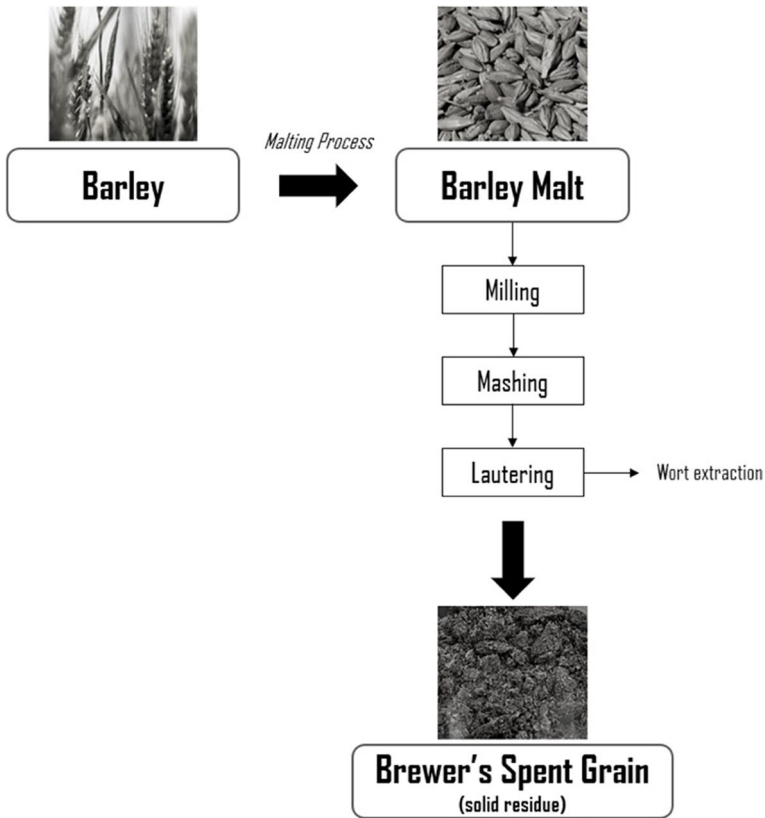 Malting Process
Barley
Barley Malt
Milling
Mashing
Lautering
Wort extraction
Brewer's Spent Grain
(solid residue)